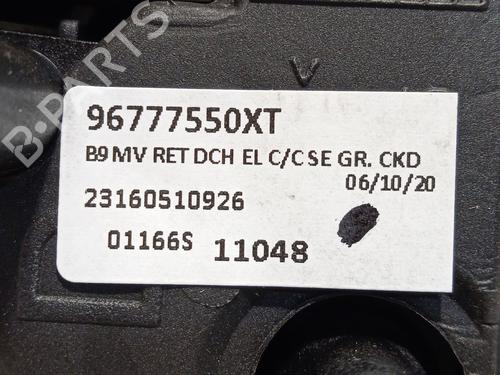 B-PARTS
V
96777550XT
B9 MV RET DCH EL C/C SE GR. CKD
06/10/20
23160510926
01166S 11048